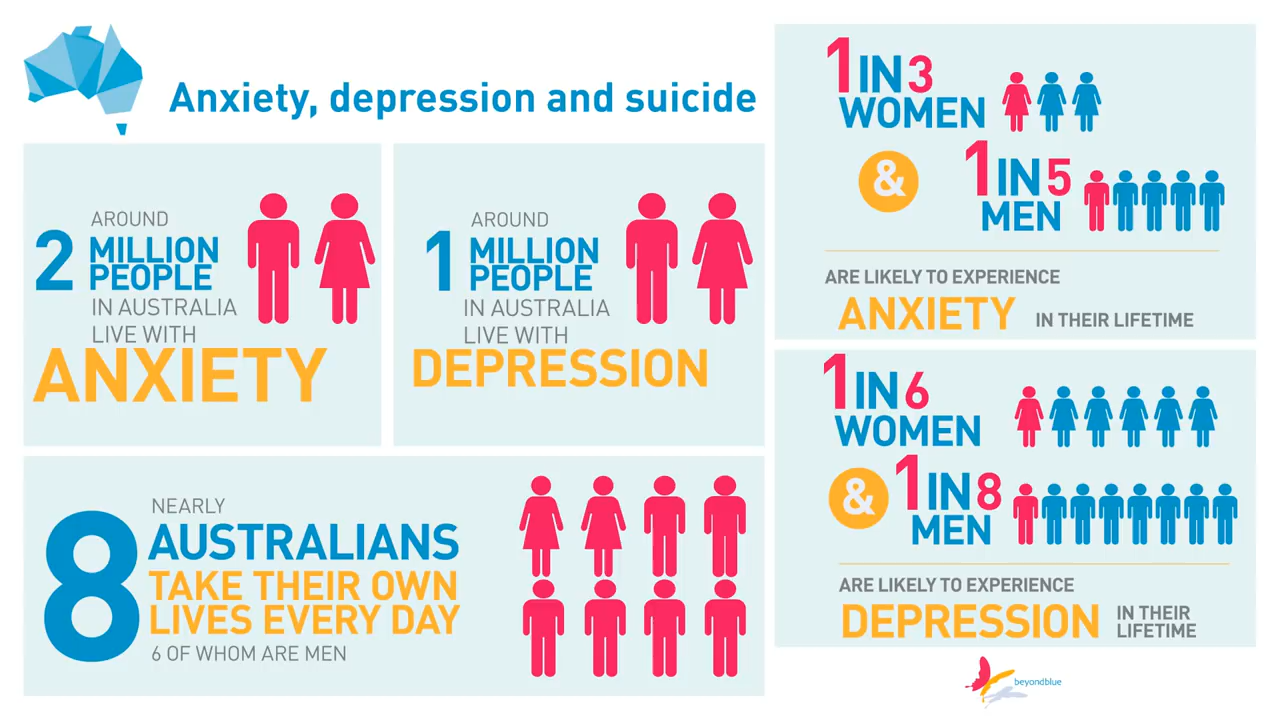 Anxiety, depression and suicide
AROUND
2 MILLION
PEOPLE
IN AUSTRALIA
LIVE WITH
ANXIETY
AROUND
1 MILLION
PEOPLE
IN AUSTRALIA
LIVE WITH
DEPRESSION
NEARLY
8 AUSTRALIANS
TAKE THEIR OWN
LIVES EVERY DAY
6 OF WHOM ARE MEN
1 IN 3
WOMEN
&
1 IN 5
MEN
ARE LIKELY TO EXPERIENCE
ANXIETY IN THEIR LIFETIME
1 IN 6
WOMEN
&
1 IN 8
MEN
ARE LIKELY TO EXPERIENCE
DEPRESSION IN THEIR
LIFETIME
beyondblue